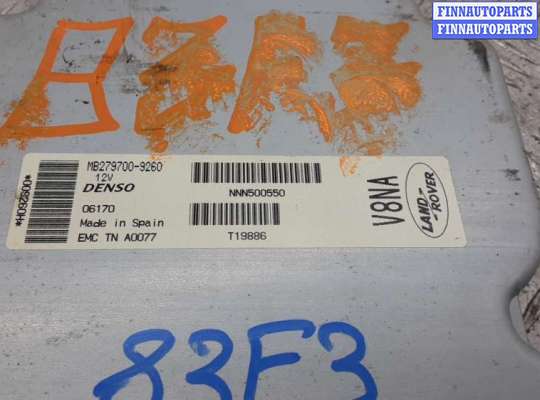 FINNAUTOPARTS
FINNAUTOPARTS
83F3
MB279700-9260
12V
DENSO
NNN500550
06170
Made in Spain
EMC TN A0077
T19886
V8NA
LAND-
ROVER
83F3